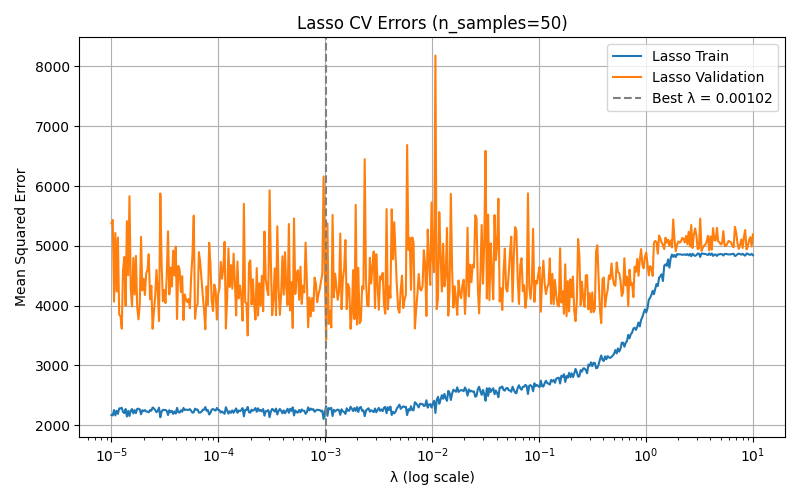 Lasso CV Errors (n_samples=50)
Mean Squared Error
8000
7000
6000
5000
4000
3000
2000
Lasso Train
Lasso Validation
Best λ = 0.00102
10⁻⁵
10⁻⁴
10⁻³
10⁻²
10⁻¹
10⁰
10¹
λ (log scale)